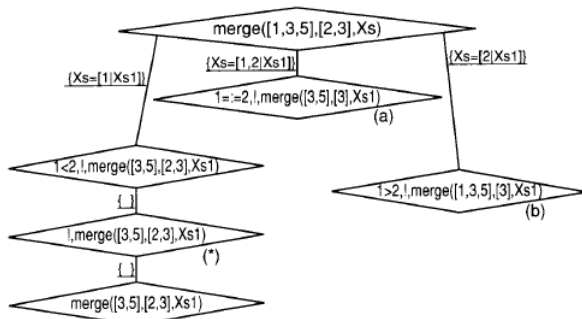 merge([1,3,5],[2,3],Xs)
{Xs=[1|Xs1]}
{Xs=[1,2|Xs1]}
{Xs=[2|Xs1]}
1=:=2,!,merge([3,5],[3],Xs1)
(a)
1<2,!,merge([3,5],[2,3],Xs1)
1>2,!,merge([1,3,5],[3],Xs1)
(b)
{ }
!,merge([3,5],[2,3],Xs1)
(*)
{ }
merge([3,5],[2,3],Xs1)